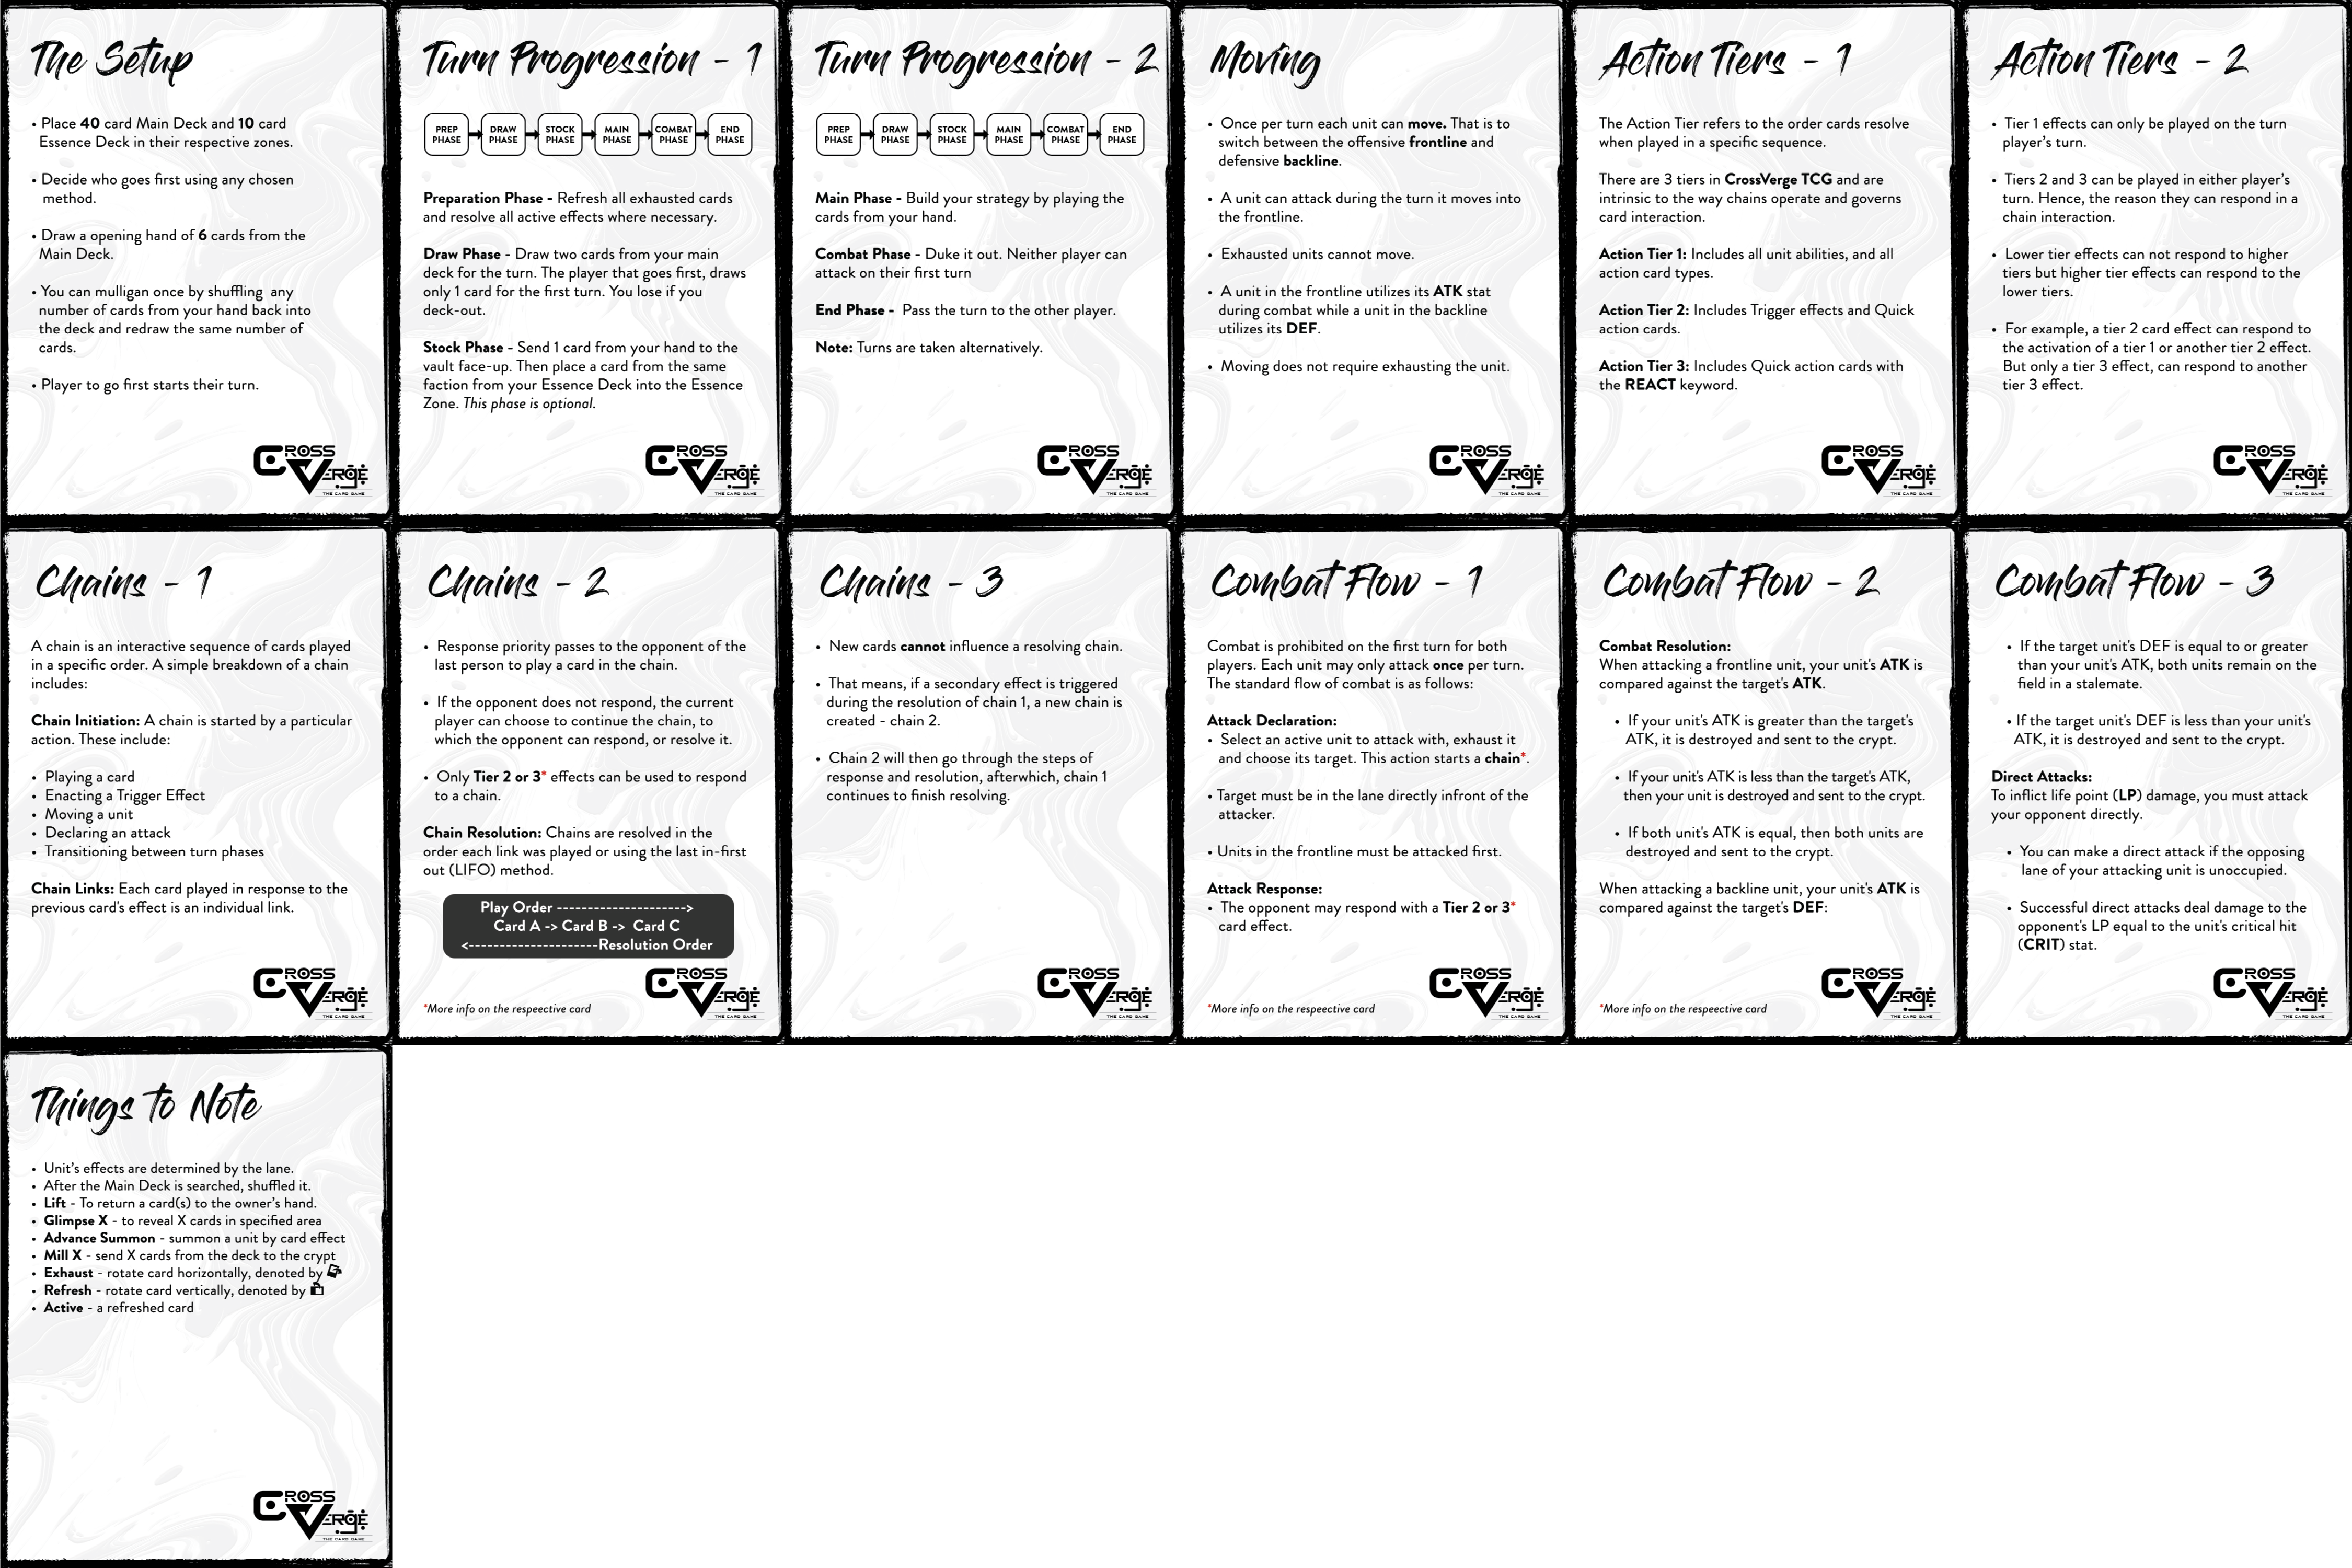 The Setup
• Place 40 card Main Deck and 10 card
Essence Deck in their respective zones.
• Decide who goes first using any chosen
method.
• Draw a opening hand of 6 cards from the
Main Deck.
• You can mulligan once by shuffling any
number of cards from your hand back into
the deck and redraw the same number of
cards.
• Player to go first starts their turn.
CROSS
VERGE
THE CARD GAME
Turn Progression - 1
PREP PHASE
DRAW PHASE
STOCK PHASE
MAIN PHASE
COMBAT PHASE
END PHASE
Preparation Phase - Refresh all exhausted cards
and resolve all active effects where necessary.
Draw Phase - Draw two cards from your main
deck for the turn. The player that goes first, draws
only 1 card for the first turn. You lose if you
deck-out.
Stock Phase - Send 1 card from your hand to the
vault face-up. Then place a card from the same
faction from your Essence Deck into the Essence
Zone. This phase is optional.
CROSS
VERGE
THE CARD GAME
Turn Progression - 2
PREP PHASE
DRAW PHASE
STOCK PHASE
MAIN PHASE
COMBAT PHASE
END PHASE
Main Phase - Build your strategy by playing the
cards from your hand.
Combat Phase - Duke it out. Neither player can
attack on their first turn
End Phase - Pass the turn to the other player.
Note: Turns are taken alternatively.
CROSS
VERGE
THE CARD GAME
Moving
• Once per turn each unit can move. That is to
switch between the offensive frontline and
defensive backline.
• A unit can attack during the turn it moves into
the frontline.
• Exhausted units cannot move.
• A unit in the frontline utilizes its ATK stat
during combat while a unit in the backline
utilizes its DEF.
• Moving does not require exhausting the unit.
CROSS
VERGE
THE CARD GAME
Action Tiers - 1
The Action Tier refers to the order cards resolve
when played in a specific sequence.
There are 3 tiers in CrossVerge TCG and are
intrinsic to the way chains operate and governs
card interaction.
Action Tier 1: Includes all unit abilities, and all
action card types.
Action Tier 2: Includes Trigger effects and Quick
action cards.
Action Tier 3: Includes Quick action cards with
the REACT keyword.
CROSS
VERGE
THE CARD GAME
Action Tiers - 2
• Tier 1 effects can only be played on the turn
player's turn.
• Tiers 2 and 3 can be played in either player's
turn. Hence, the reason they can respond in a
chain interaction.
• Lower tier effects can not respond to higher
tiers but higher tier effects can respond to the
lower tiers.
• For example, a tier 2 card effect can respond to
the activation of a tier 1 or another tier 2 effect.
But only a tier 3 effect, can respond to another
tier 3 effect.
CROSS
VERGE
THE CARD GAME
Chains - 1
A chain is an interactive sequence of cards played
in a specific order. A simple breakdown of a chain
includes:
Chain Initiation: A chain is started by a particular
action. These include:
• Playing a card
• Enacting a Trigger Effect
• Moving a unit
• Declaring an attack
• Transitioning between turn phases
Chain Links: Each card played in response to the
previous card's effect is an individual link.
CROSS
VERGE
THE CARD GAME
Chains - 2
• Response priority passes to the opponent of the
last person to play a card in the chain.
• If the opponent does not respond, the current
player can choose to continue the chain, to
which the opponent can respond, or resolve it.
• Only Tier 2 or 3* effects can be used to respond
to a chain.
Chain Resolution: Chains are resolved in the
order each link was played or using the last in-first
out (LIFO) method.
Play Order ---------------------->
Card A -> Card B -> Card C
<----------------------Resolution Order
*More info on the respeective card
CROSS
VERGE
THE CARD GAME
Chains - 3
• New cards cannot influence a resolving chain.
• That means, if a secondary effect is triggered
during the resolution of chain 1, a new chain is
created - chain 2.
• Chain 2 will then go through the steps of
response and resolution, afterwhich, chain 1
continues to finish resolving.
CROSS
VERGE
THE CARD GAME
Combat Flow - 1
Combat is prohibited on the first turn for both
players. Each unit may only attack once per turn.
The standard flow of combat is as follows:
Attack Declaration:
• Select an active unit to attack with, exhaust it
and choose its target. This action starts a chain*.
• Target must be in the lane directly infront of the
attacker.
• Units in the frontline must be attacked first.
Attack Response:
• The opponent may respond with a Tier 2 or 3*
card effect.
*More info on the respeective card
CROSS
VERGE
THE CARD GAME
Combat Flow - 2
Combat Resolution:
When attacking a frontline unit, your unit's ATK is
compared against the target's ATK.
• If your unit's ATK is greater than the target's
ATK, it is destroyed and sent to the crypt.
• If your unit's ATK is less than the target's ATK,
then your unit is destroyed and sent to the crypt.
• If both unit's ATK is equal, then both units are
destroyed and sent to the crypt.
When attacking a backline unit, your unit's ATK is
compared against the target's DEF:
*More info on the respeective card
CROSS
VERGE
THE CARD GAME
Combat Flow - 3
• If the target unit's DEF is equal to or greater
than your unit's ATK, both units remain on the
field in a stalemate.
• If the target unit's DEF is less than your unit's
ATK, it is destroyed and sent to the crypt.
Direct Attacks:
To inflict life point (LP) damage, you must attack
your opponent directly.
• You can make a direct attack if the opposing
lane of your attacking unit is unoccupied.
• Successful direct attacks deal damage to the
opponent's LP equal to the unit's critical hit
(CRIT) stat.
CROSS
VERGE
THE CARD GAME
Things to Note
• Unit's effects are determined by the lane.
• After the Main Deck is searched, shuffled it.
• Lift - To return a card(s) to the owner's hand.
• Glimpse X - to reveal X cards in specified area
• Advance Summon - summon a unit by card effect
• Mill X - send X cards from the deck to the crypt
• Exhaust - rotate card horizontally, denoted by
• Refresh - rotate card vertically, denoted by
• Active - a refreshed card
CROSS
VERGE
THE CARD GAME